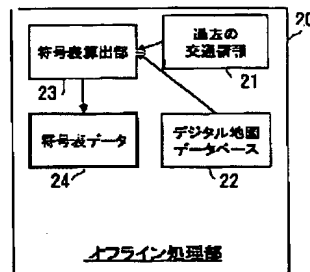 20
符号表算出部
過去の
交通情報
23
21
符号表データ
デジタル地図
データベース
24
22
オフライン処理部